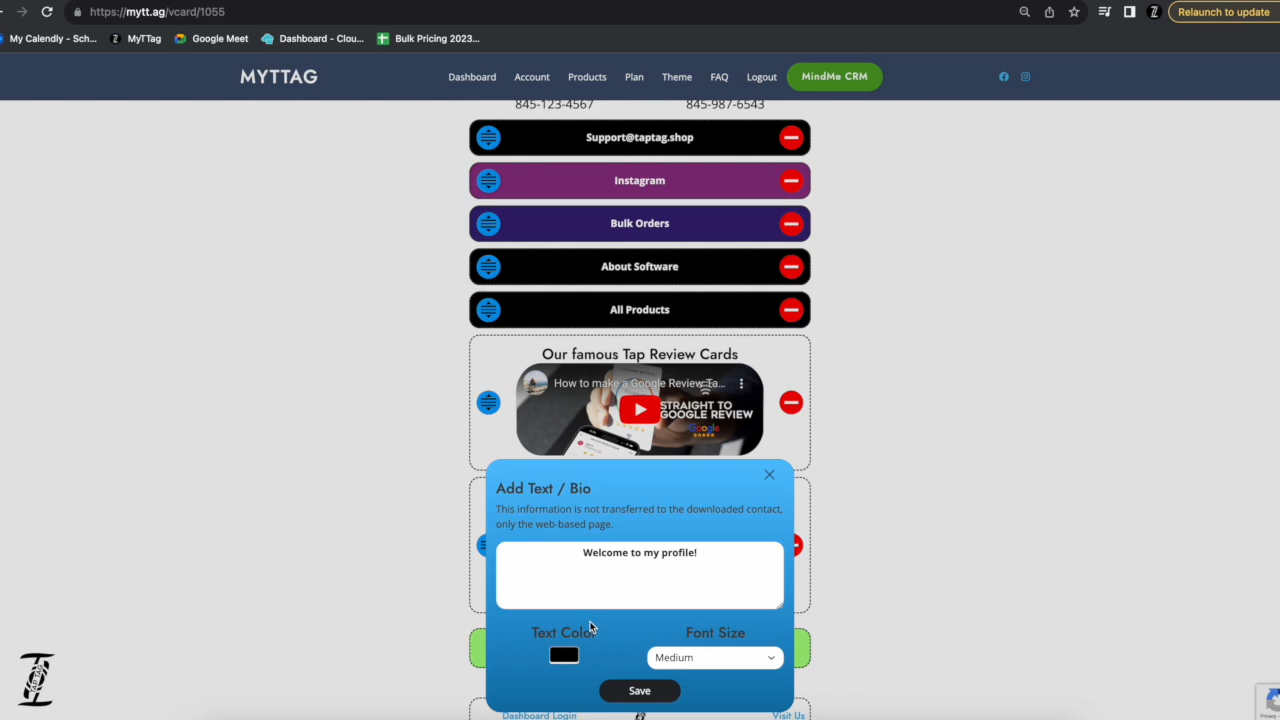 https://mytt.ag/vcard/1055
Relaunch to update
My Calendly - Sch...
MyTTag
Google Meet
Dashboard - Clou...
Bulk Pricing 2023...
MYTTAG
Dashboard
Account
Products
Plan
Theme
FAQ
Logout
MindMe CRM
845-123-4567
845-987-6543
Support@taptag.shop
Instagram
Bulk Orders
About Software
All Products
Our famous Tap Review Cards
How to make a Google Review Ta...
STRAIGHT TO
GOOGLE REVIEW
Google
Add Text / Bio
This information is not transferred to the downloaded contact,
only the web-based page.
Welcome to my profile!
Text Color
Font Size
Medium
Save
Dashboard Login
Visit Us